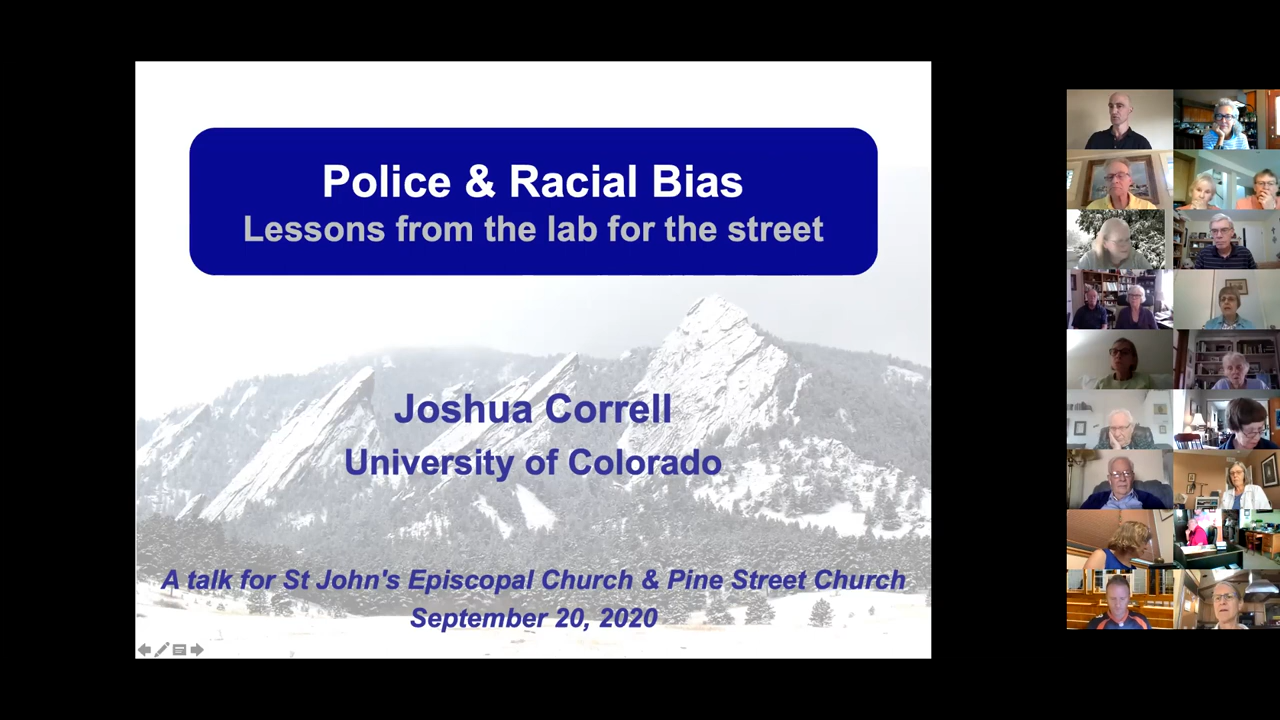 Police & Racial Bias
Lessons from the lab for the street
Joshua Correll
University of Colorado
A talk for St John's Episcopal Church & Pine Street Church
September 20, 2020